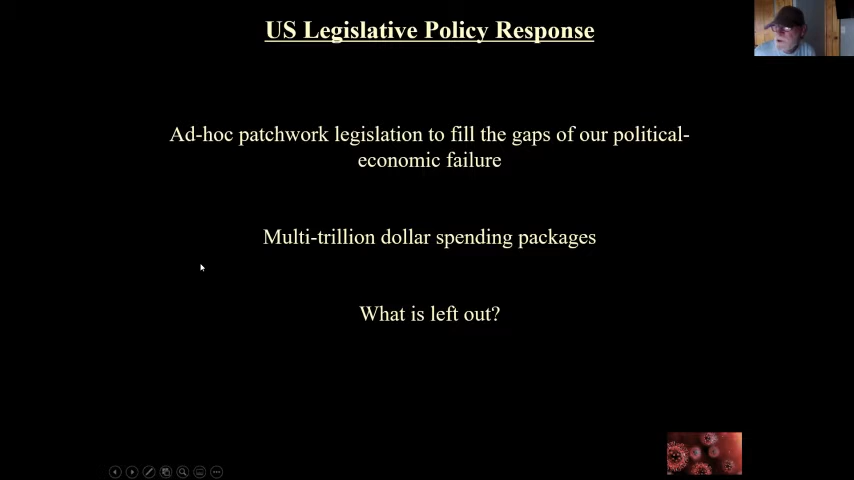 US Legislative Policy Response
Ad-hoc patchwork legislation to fill the gaps of our political-
economic failure
Multi-trillion dollar spending packages
What is left out?